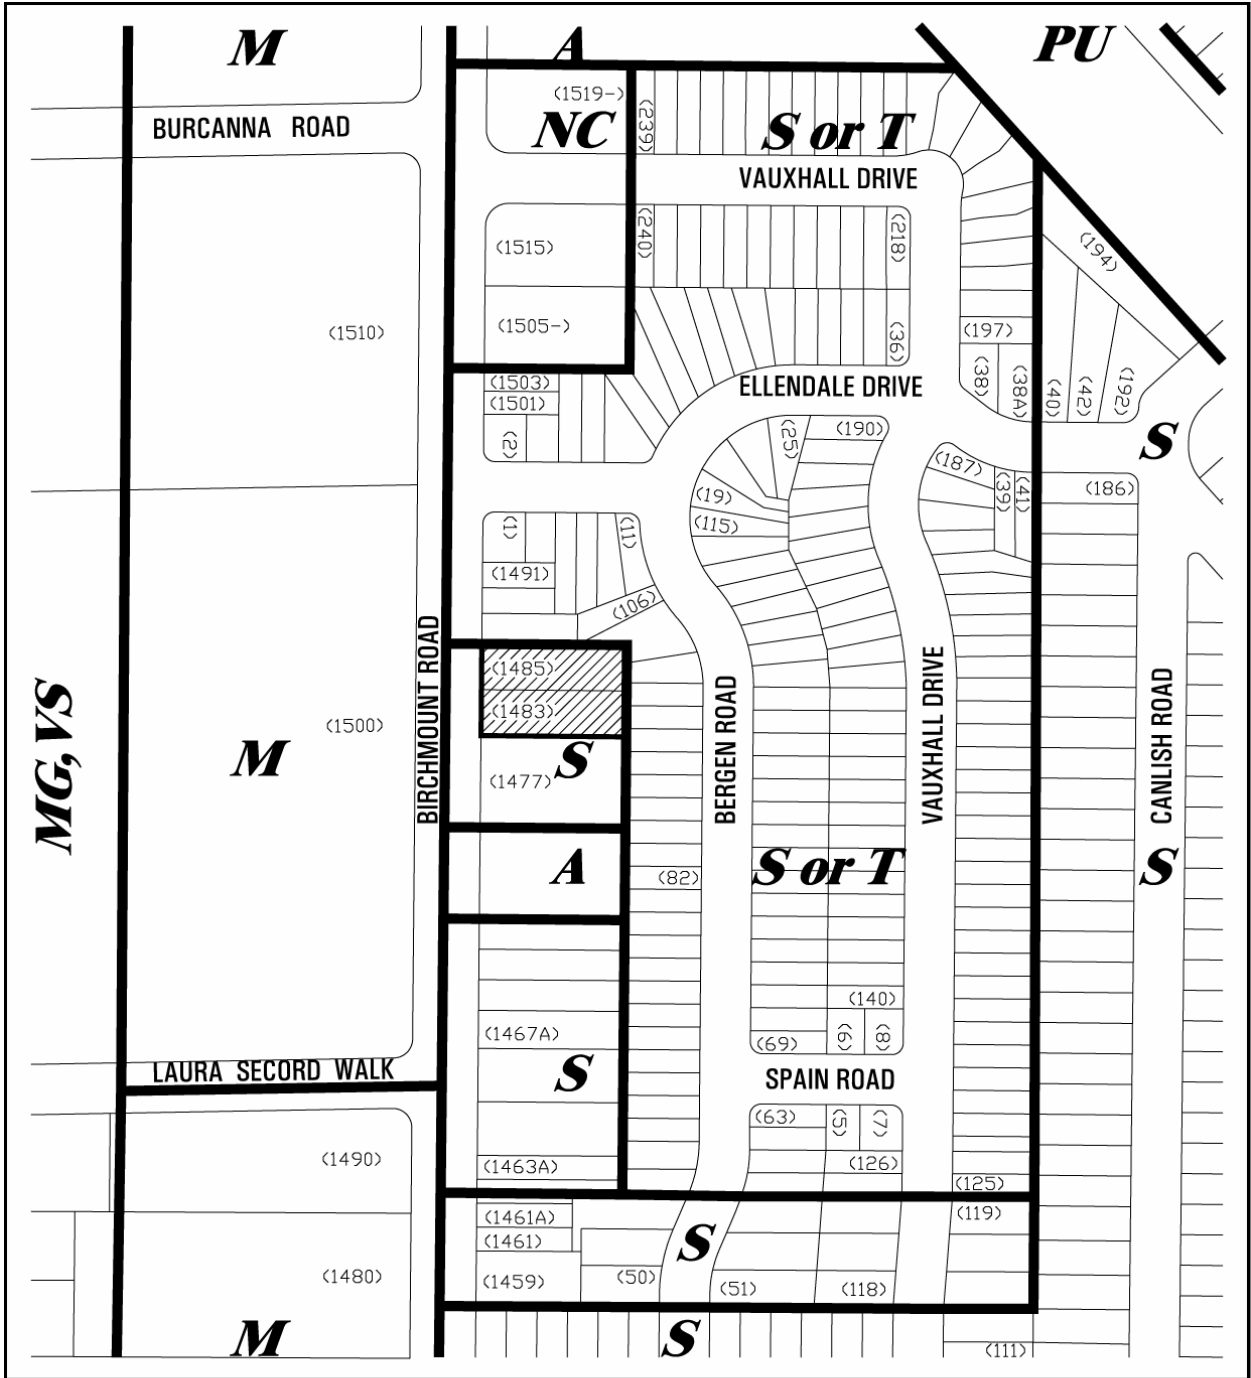 M
A
PU
(1519-)
NC
(239)
S or T
BURCANNA ROAD
VAUXHALL DRIVE
(1515)
(240)
(218)
(194)
(1510)
(1505-)
(36)
(197)
(1503)
(1501)
(2)
ELLENDALE DRIVE
(38)
(38A)
(40)
(42)
(192)
S
(25)
(190)
(187)
(19)
(115)
(39)
(41)
(186)
(1)
(11)
(1491)
(106)
BIRCHMOUNT ROAD
(1485)
(1483)
S
(1477)
MG,VS
M
(1500)
BERGEN ROAD
VAUXHALL DRIVE
CANLISH ROAD
A
(82)
S or T
S
(140)
(1467A)
(69)
(6)
(8)
LAURA SECORD WALK
S
SPAIN ROAD
(63)
(5)
(7)
(1490)
(1463A)
(126)
(125)
(1461A)
(1461)
(119)
S
(1480)
(1459)
(50)
(51)
(118)
M
S
(111)